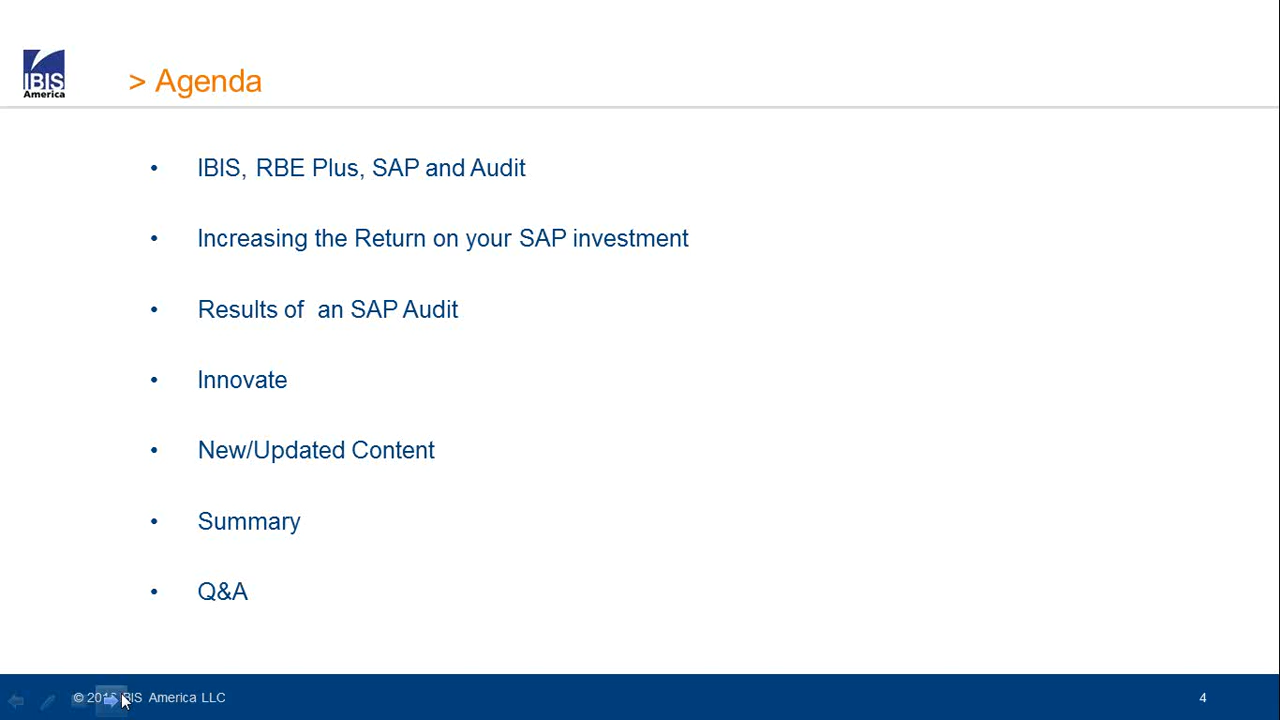 IBIS
America
> Agenda
• IBIS, RBE Plus, SAP and Audit
• Increasing the Return on your SAP investment
• Results of  an SAP Audit
• Innovate
• New/Updated Content
• Summary
• Q&A
© IBIS America LLC
4